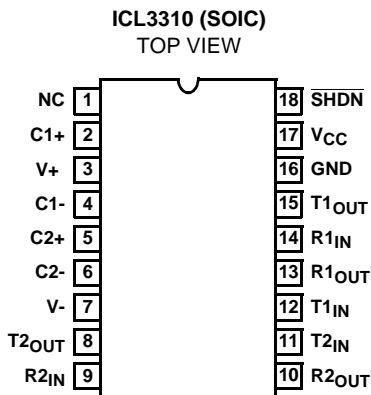 ICL3310 (SOIC)
TOP VIEW
NC 1 18 SHDN
C1+ 2 17 VCC
V+ 3 16 GND
C1- 4 15 T1OUT
C2+ 5 14 R1IN
C2- 6 13 R1OUT
V- 7 12 T1IN
T2OUT 8 11 T2IN
R2IN 9 10 R2OUT